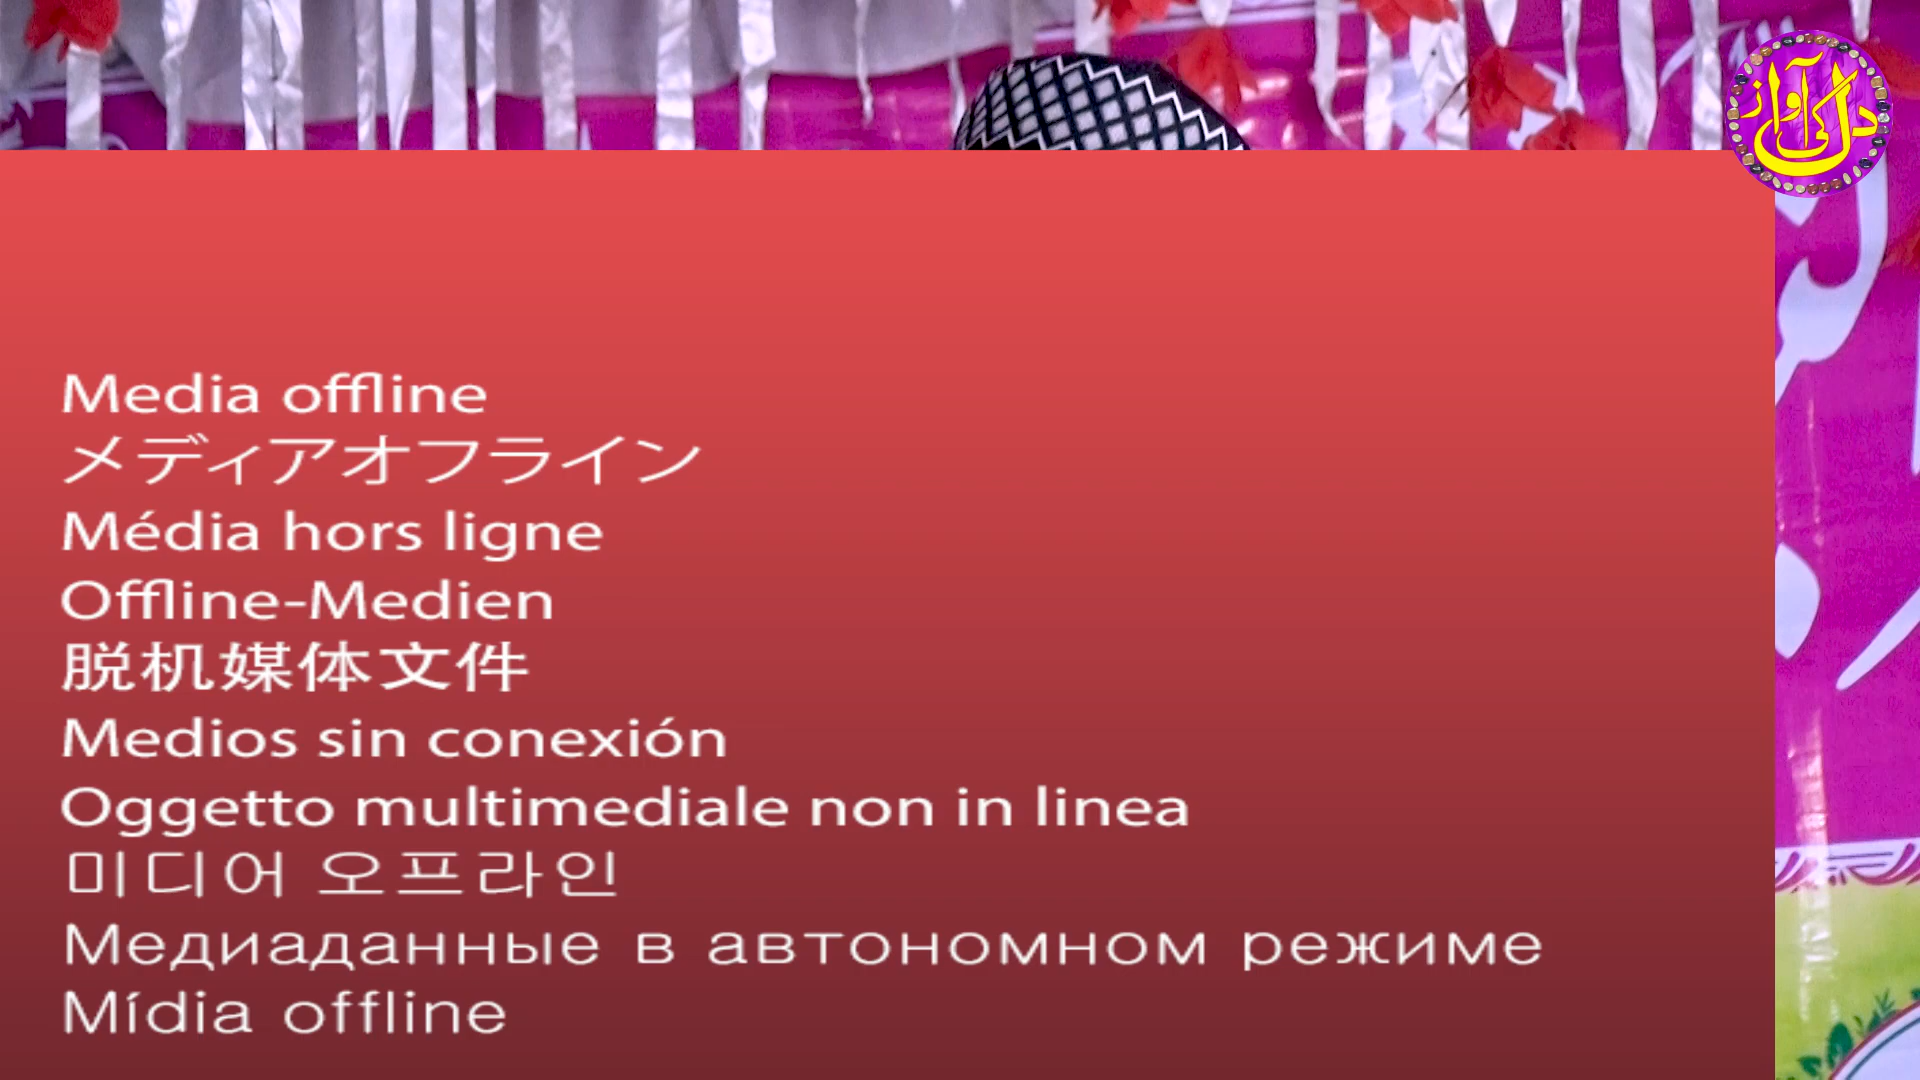 دل کی آواز
Media offline
メディアオフライン
Média hors ligne
Offline-Medien
脱机媒体文件
Medios sin conexión
Oggetto multimediale non in linea
미디어 오프라인
Медиаданные в автономном режиме
Mídia offline